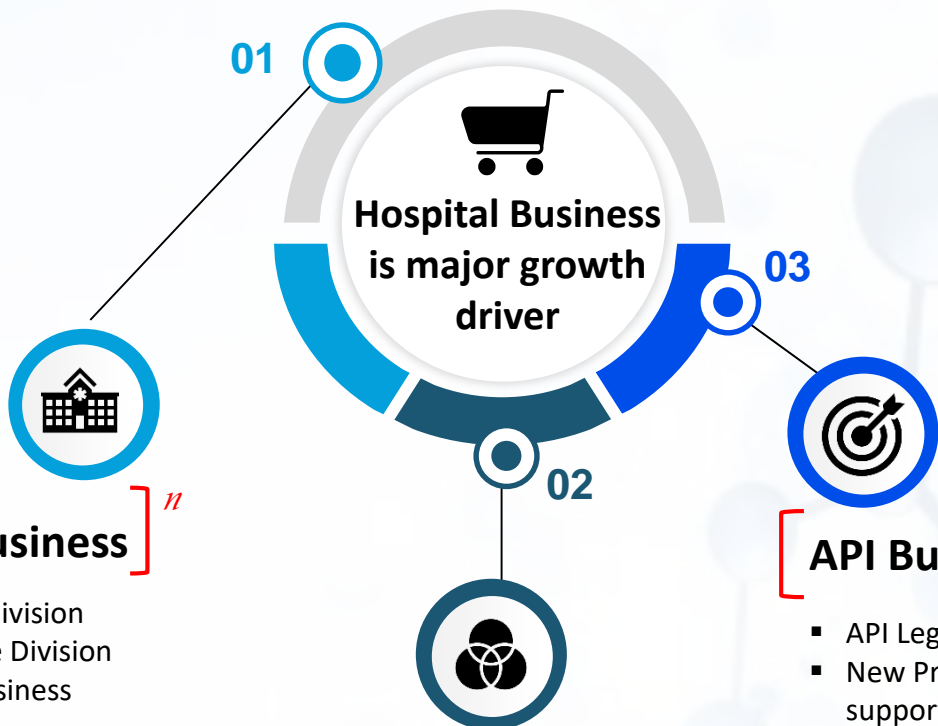 01
Hospital Business
is major growth
driver
03
02
n
usiness
ivision
Division
siness
API Bu
▪ API Leg
▪ New Pr
suppor